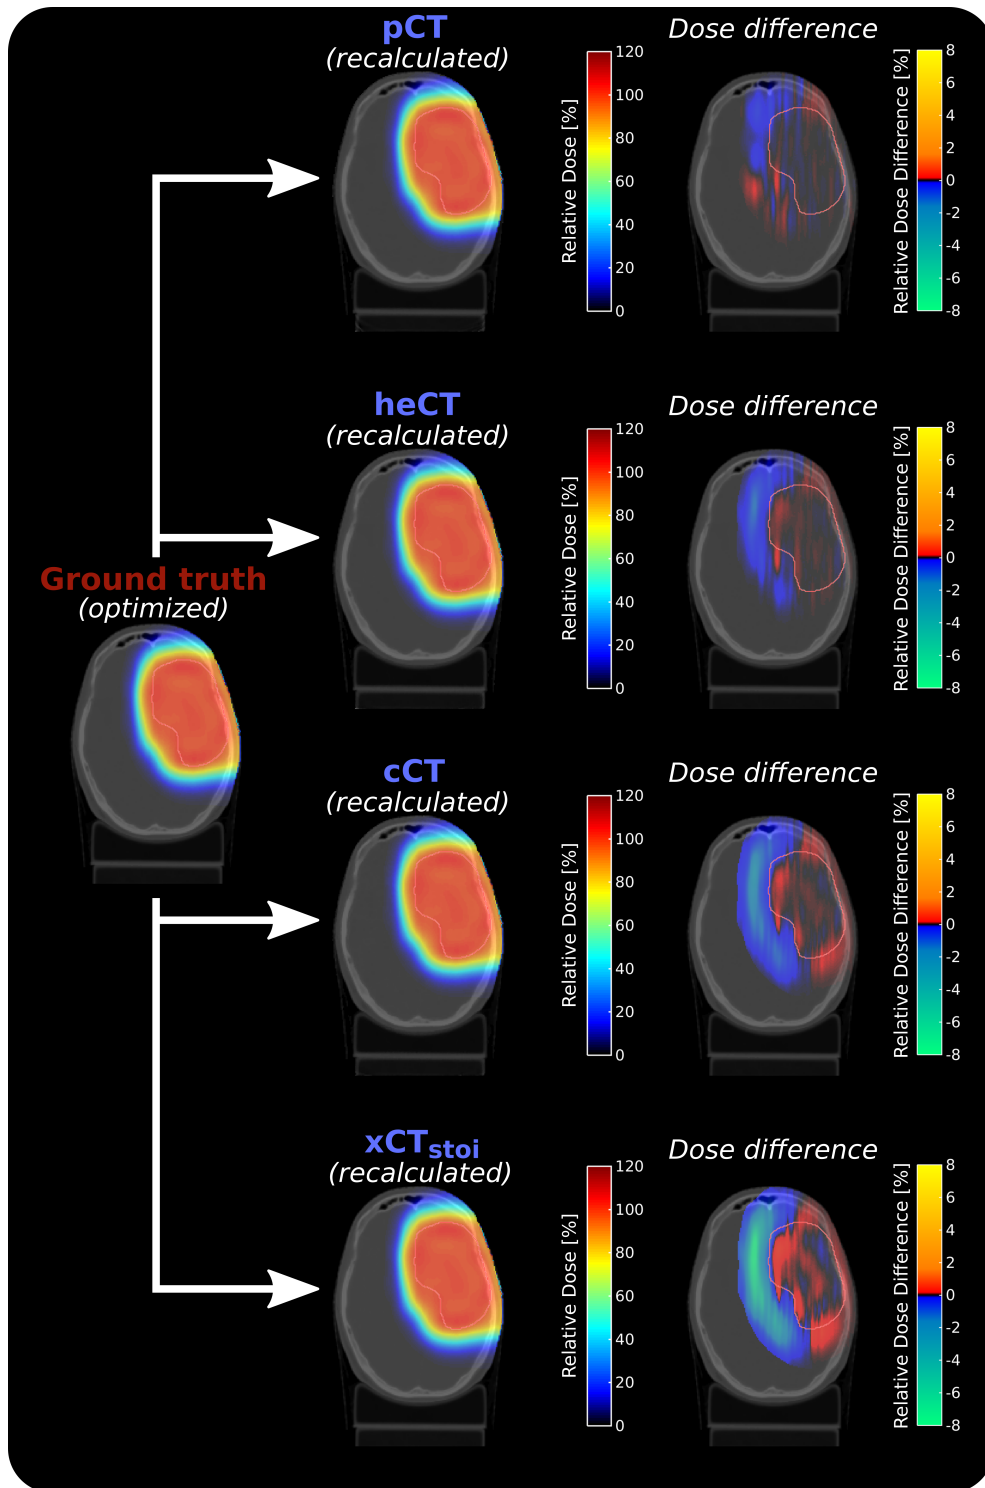 pCT
(recalculated)
Dose difference
Relative Dose [%]
120
100
80
60
40
20
0
Relative Dose Difference [%]
8
6
4
2
0
-2
-4
-6
-8
heCT
(recalculated)
Dose difference
Relative Dose [%]
120
100
80
60
40
20
0
Relative Dose Difference [%]
8
6
4
2
0
-2
-4
-6
-8
Ground truth
(optimized)
cCT
(recalculated)
Dose difference
Relative Dose [%]
120
100
80
60
40
20
0
Relative Dose Difference [%]
8
6
4
2
0
-2
-4
-6
-8
xCTstoi
(recalculated)
Dose difference
Relative Dose [%]
120
100
80
60
40
20
0
Relative Dose Difference [%]
8
6
4
2
0
-2
-4
-6
-8